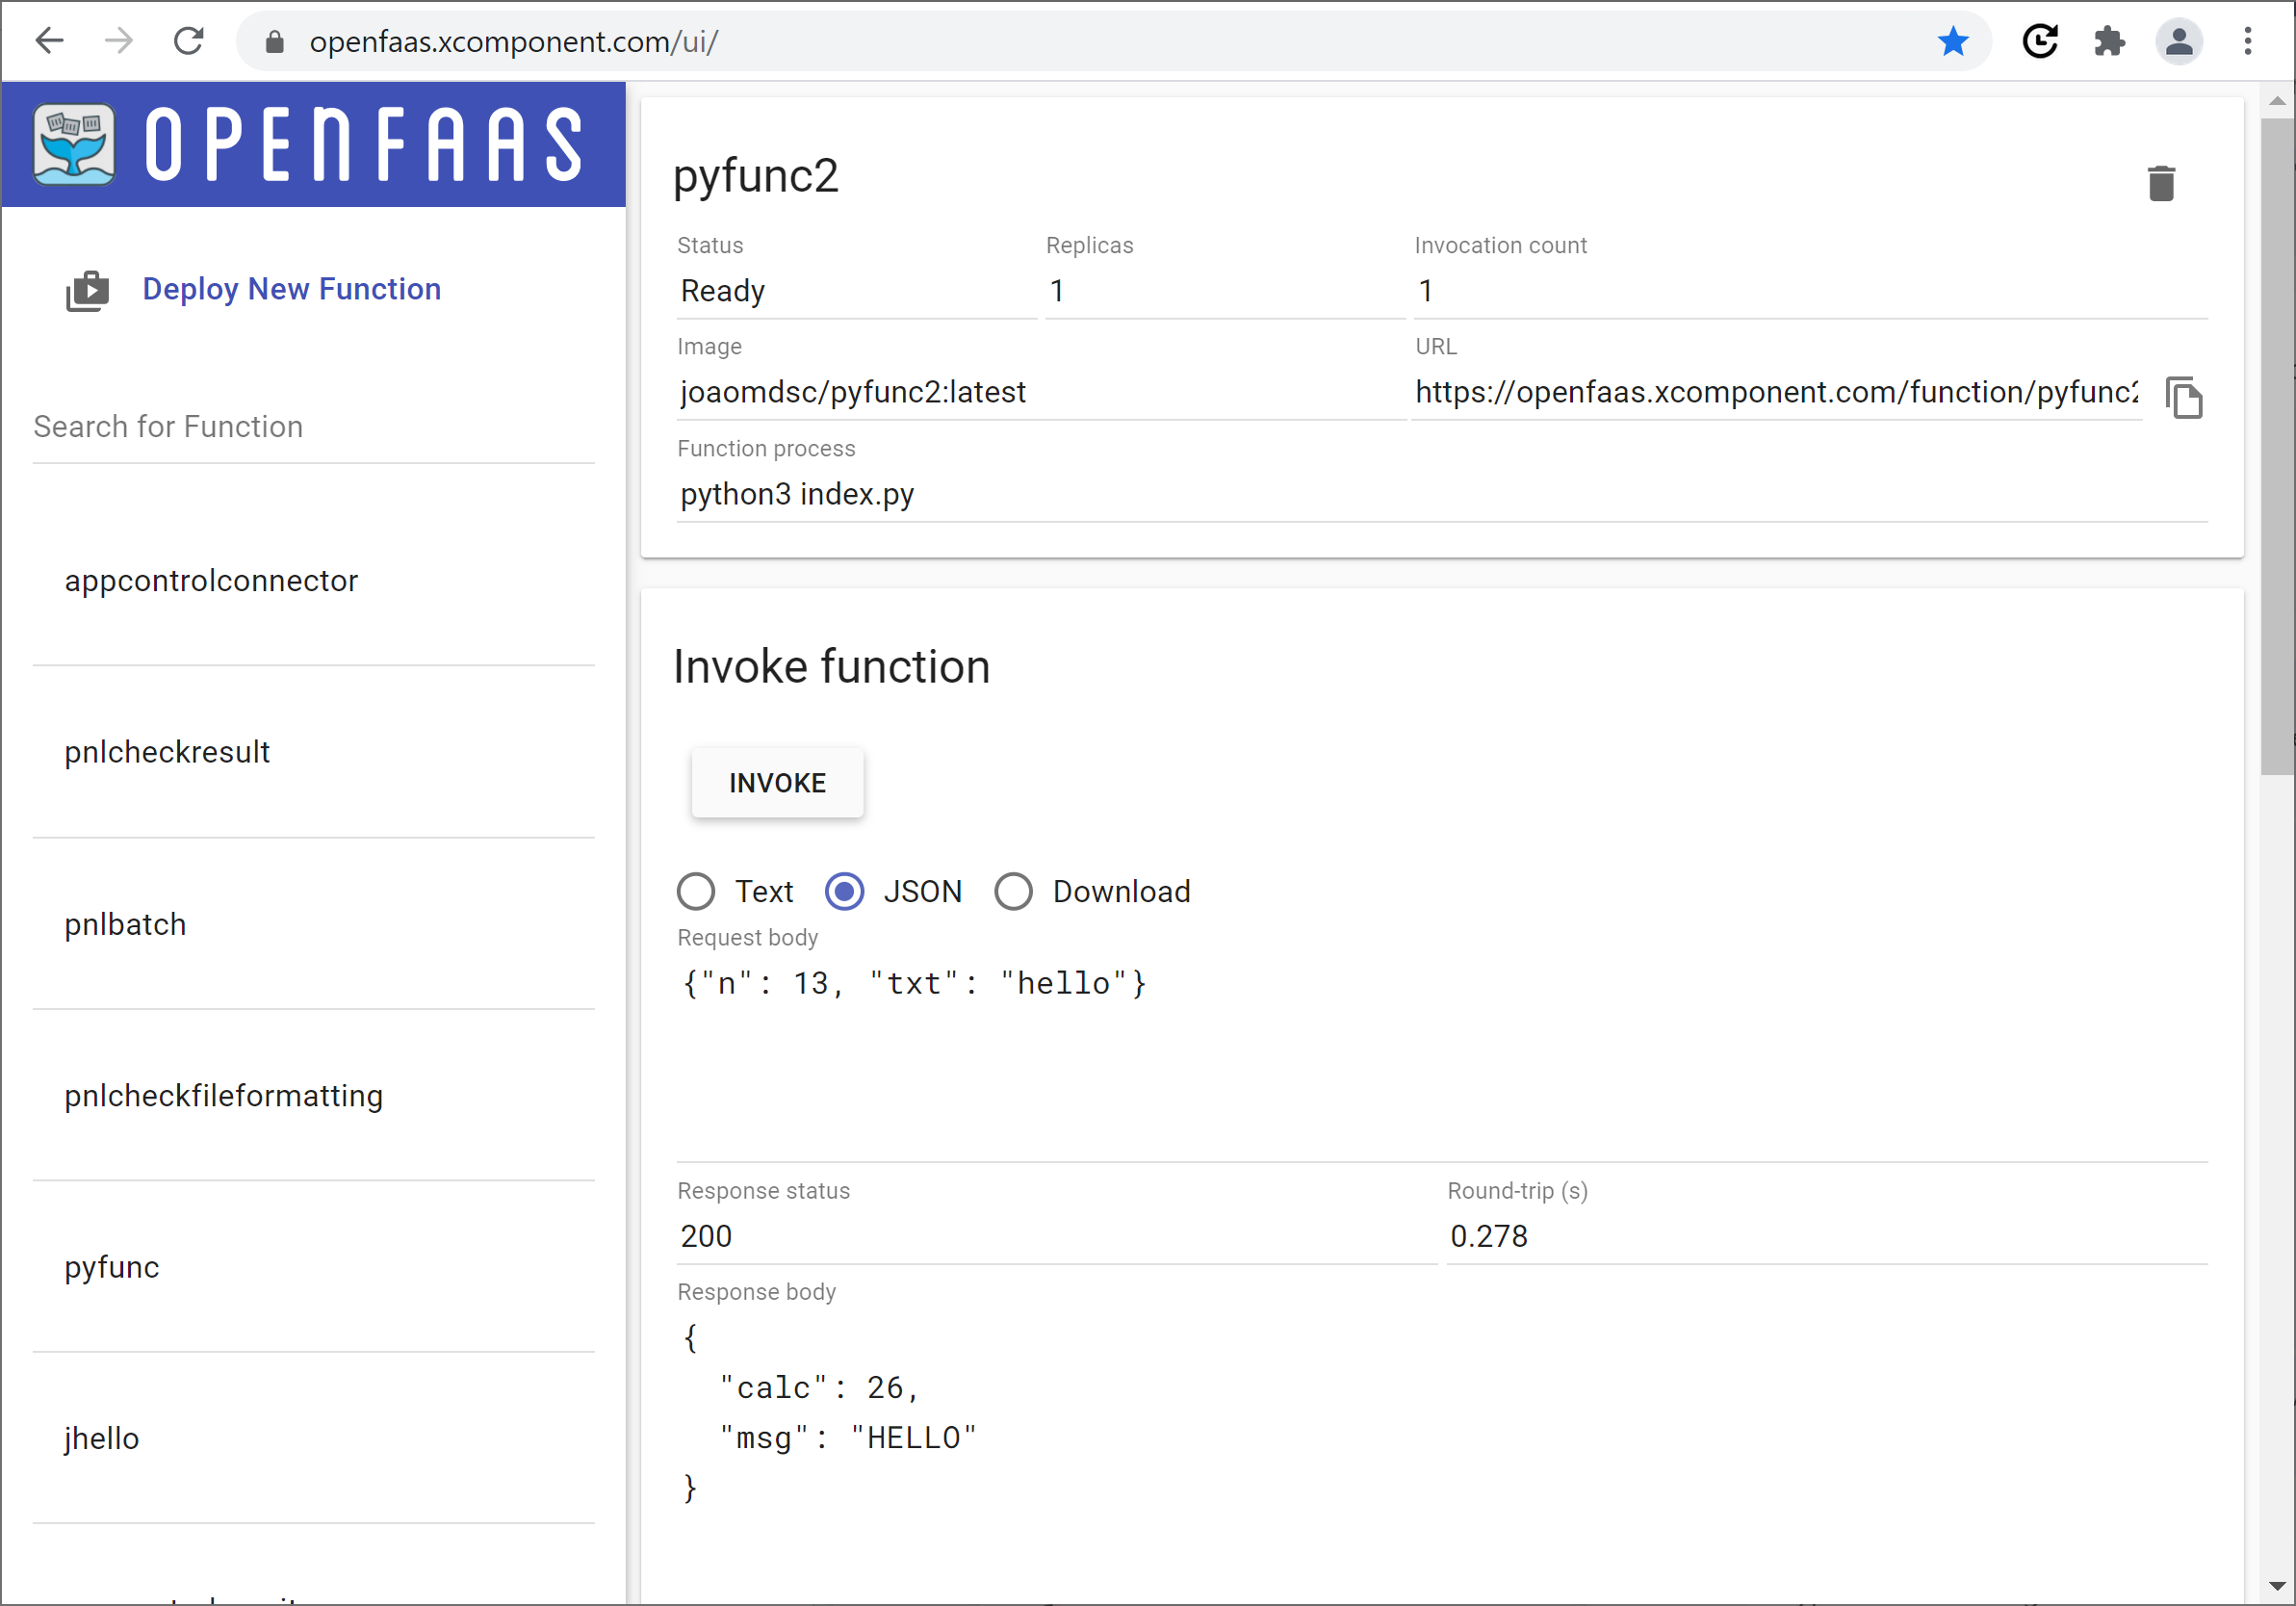 openfaas.xcomponent.com/ui/
OPENFAAS
Deploy New Function
Search for Function
appcontrolconnector
pnlcheckresult
pnlbatch
pnlcheckfileformatting
pyfunc
jhello
pyfunc2
Status Replicas Invocation count
Ready 1 1
Image URL
joaomdsc/pyfunc2:latest https://openfaas.xcomponent.com/function/pyfunc2
Function process
python3 index.py
Invoke function
INVOKE
Text JSON Download
Request body
{"n": 13, "txt": "hello"}
Response status Round-trip (s)
200 0.278
Response body
{
"calc": 26,
"msg": "HELLO"
}